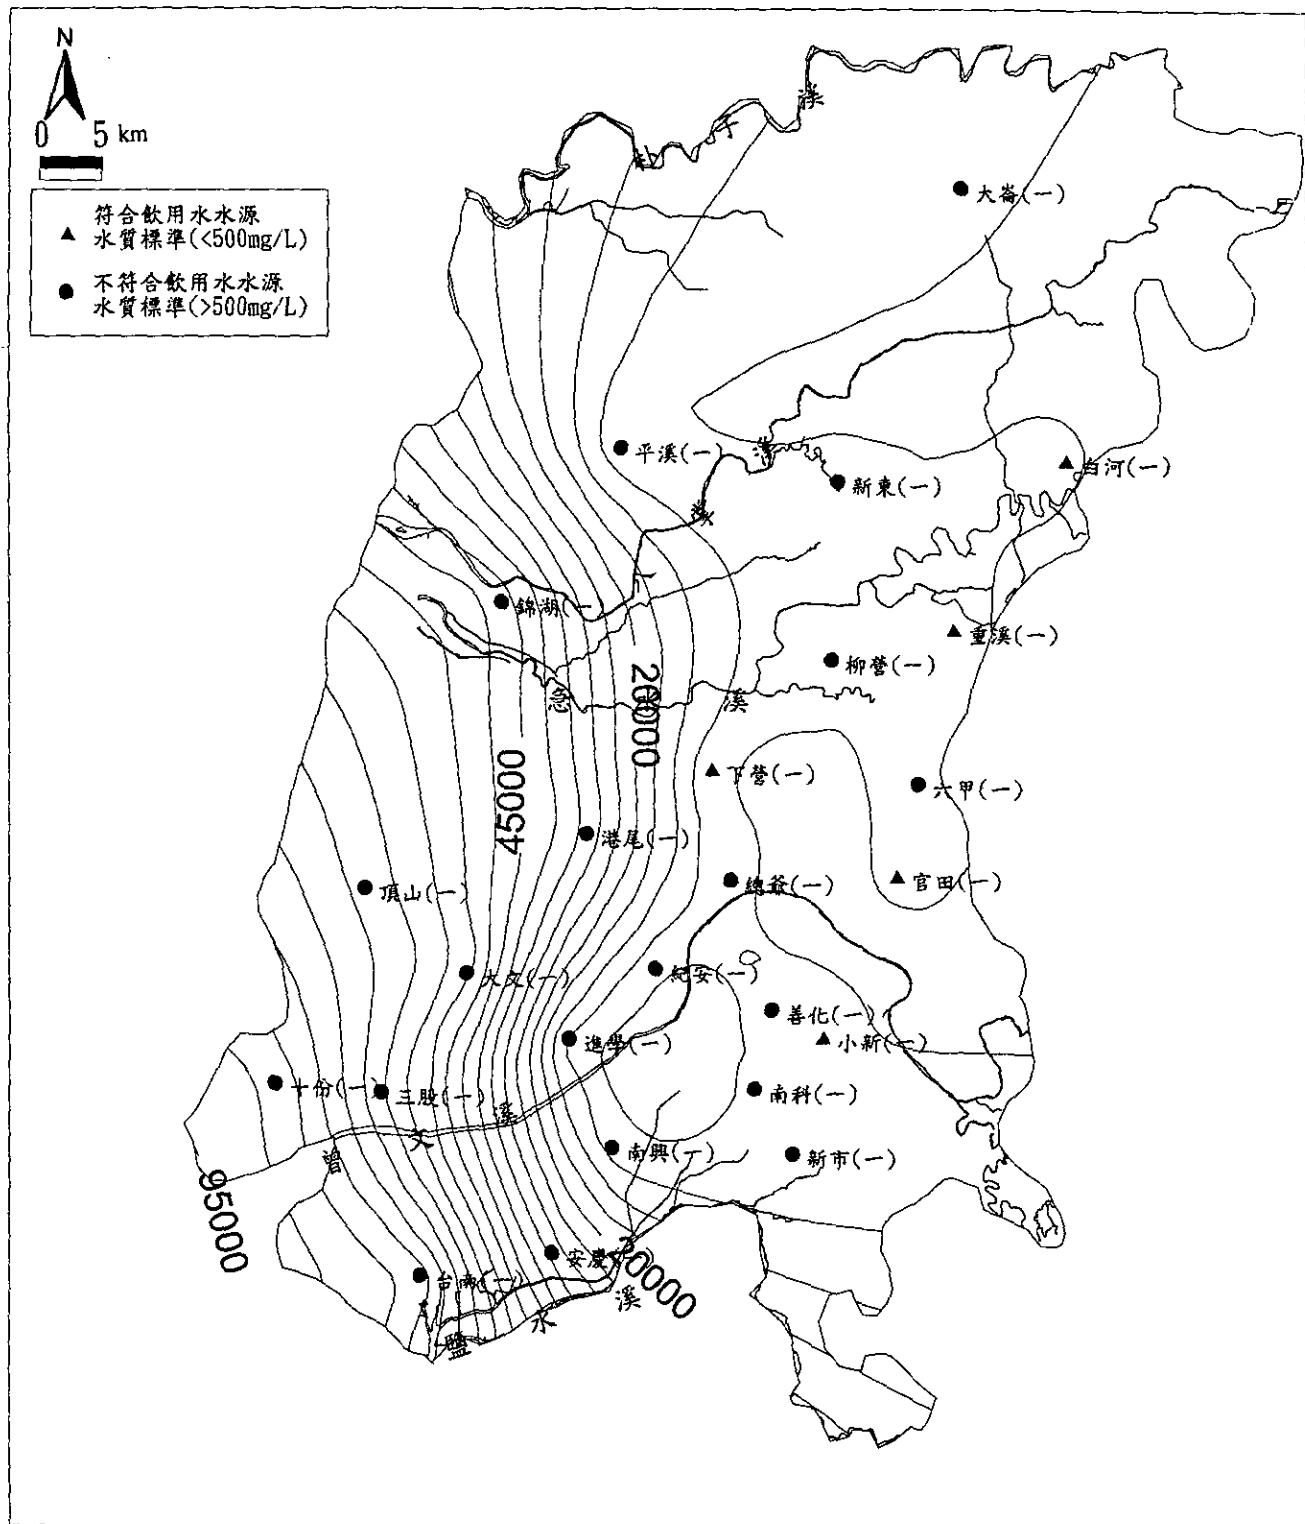 N
0 5 km
符合飲用水水源
水質標準(<500mg/L)
不符合飲用水水源
水質標準(>500mg/L)
溪
子
大崙(一)
平溪(一)
新東(一)
白河(一)
錦湖(一)
重溪(一)
柳營(一)
急
溪
20000
45000
下營(一)
六甲(一)
港尾(一)
總爺(一)
官田(一)
頂山(一)
大文(一)
紀安(一)
善化(一)
進學(一)
小新(一)
十份(一)
三股(一)
南科(一)
溪
文
曾
南興(一)
新市(一)
95000
安慶(一)
台南(一)
溪
水
鹽